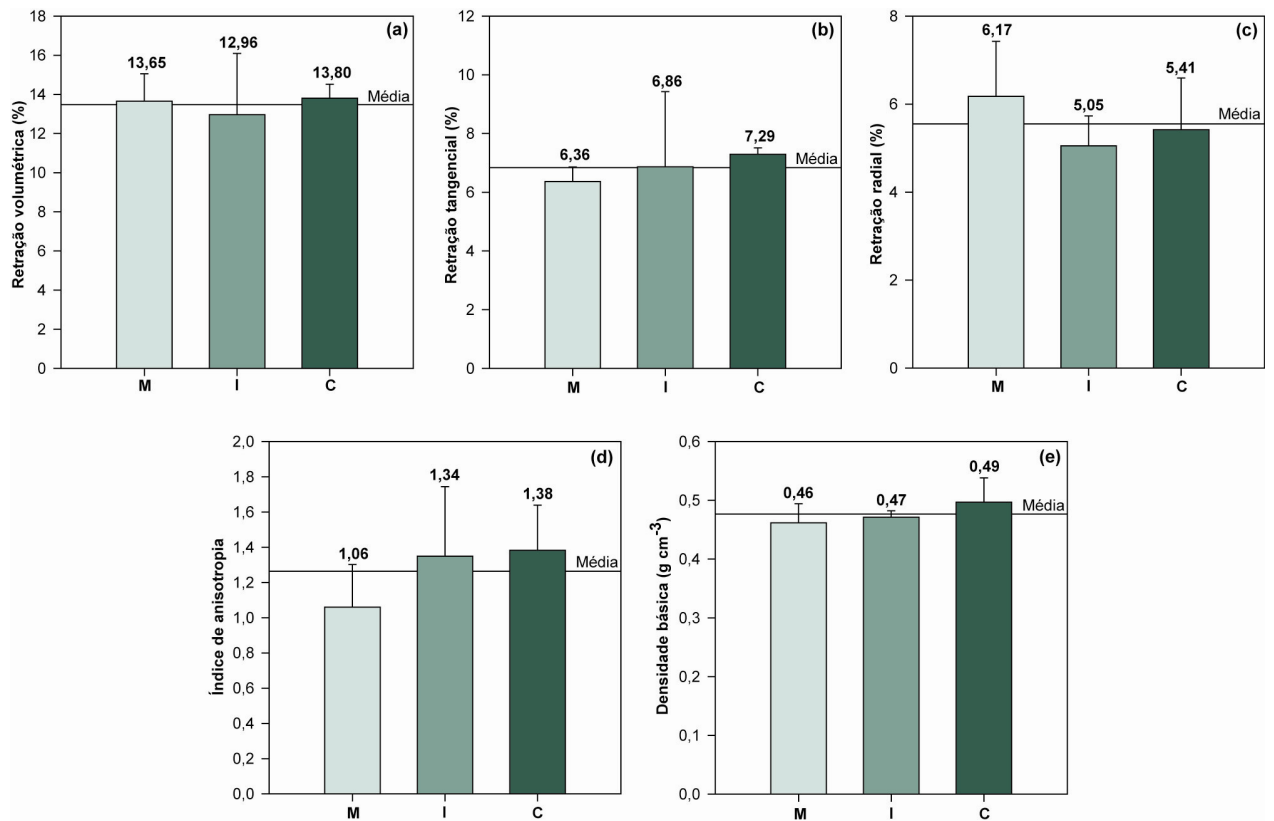 (a)
Retração volumétrica (%)
18
16
14
12
10
8
6
4
2
0
13,65
12,96
13,80
Média
M I C
(b)
Retração tangencial (%)
12
10
8
6
4
2
0
6,36
6,86
7,29
Média
M I C
(c)
Retração radial (%)
8
6
4
2
0
6,17
5,05
5,41
Média
M I C
(d)
Índice de anisotropia
2,0
1,8
1,6
1,4
1,2
1,0
0,8
0,6
0,4
0,2
0,0
1,06
1,34
1,38
Média
M I C
(e)
Densidade básica (g cm⁻³)
0,6
0,5
0,4
0,3
0,2
0,1
0,0
0,46
0,47
0,49
Média
M I C